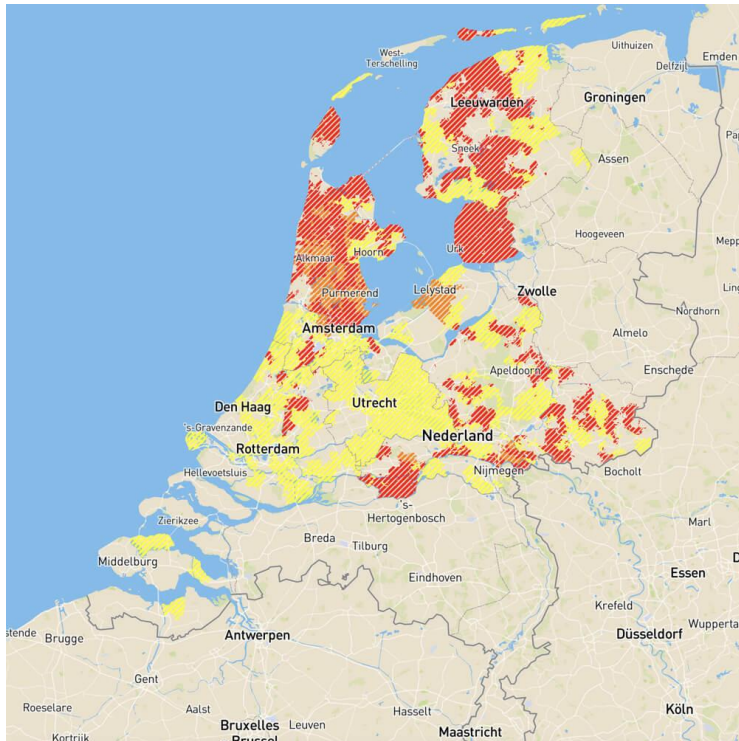 Uithuizen
Emden
West-
Terschelling
Delfzijl
Leeuwarden
Groningen
Sneek
Assen
Hoogeveen
Urk
Alkmaar
Hoorn
Purmerend
Lelystad
Zwolle
Nordhorn
Amsterdam
Almelo
Apeldoorn
Enschede
Den Haag
Utrecht
's-Gravenzande
Nederland
Rotterdam
Hellevoetsluis
Nijmegen
Bocholt
's-
Hertogenbosch
Zierikzee
Marl
Breda
Tilburg
Middelburg
Eindhoven
Essen
Krefeld
Antwerpen
Düsseldorf
Brugge
Gent
Roeselare
Aalst
Hasselt
Köln
Bruxelles
Brussel
Leuven
Kortrijk
Maastricht